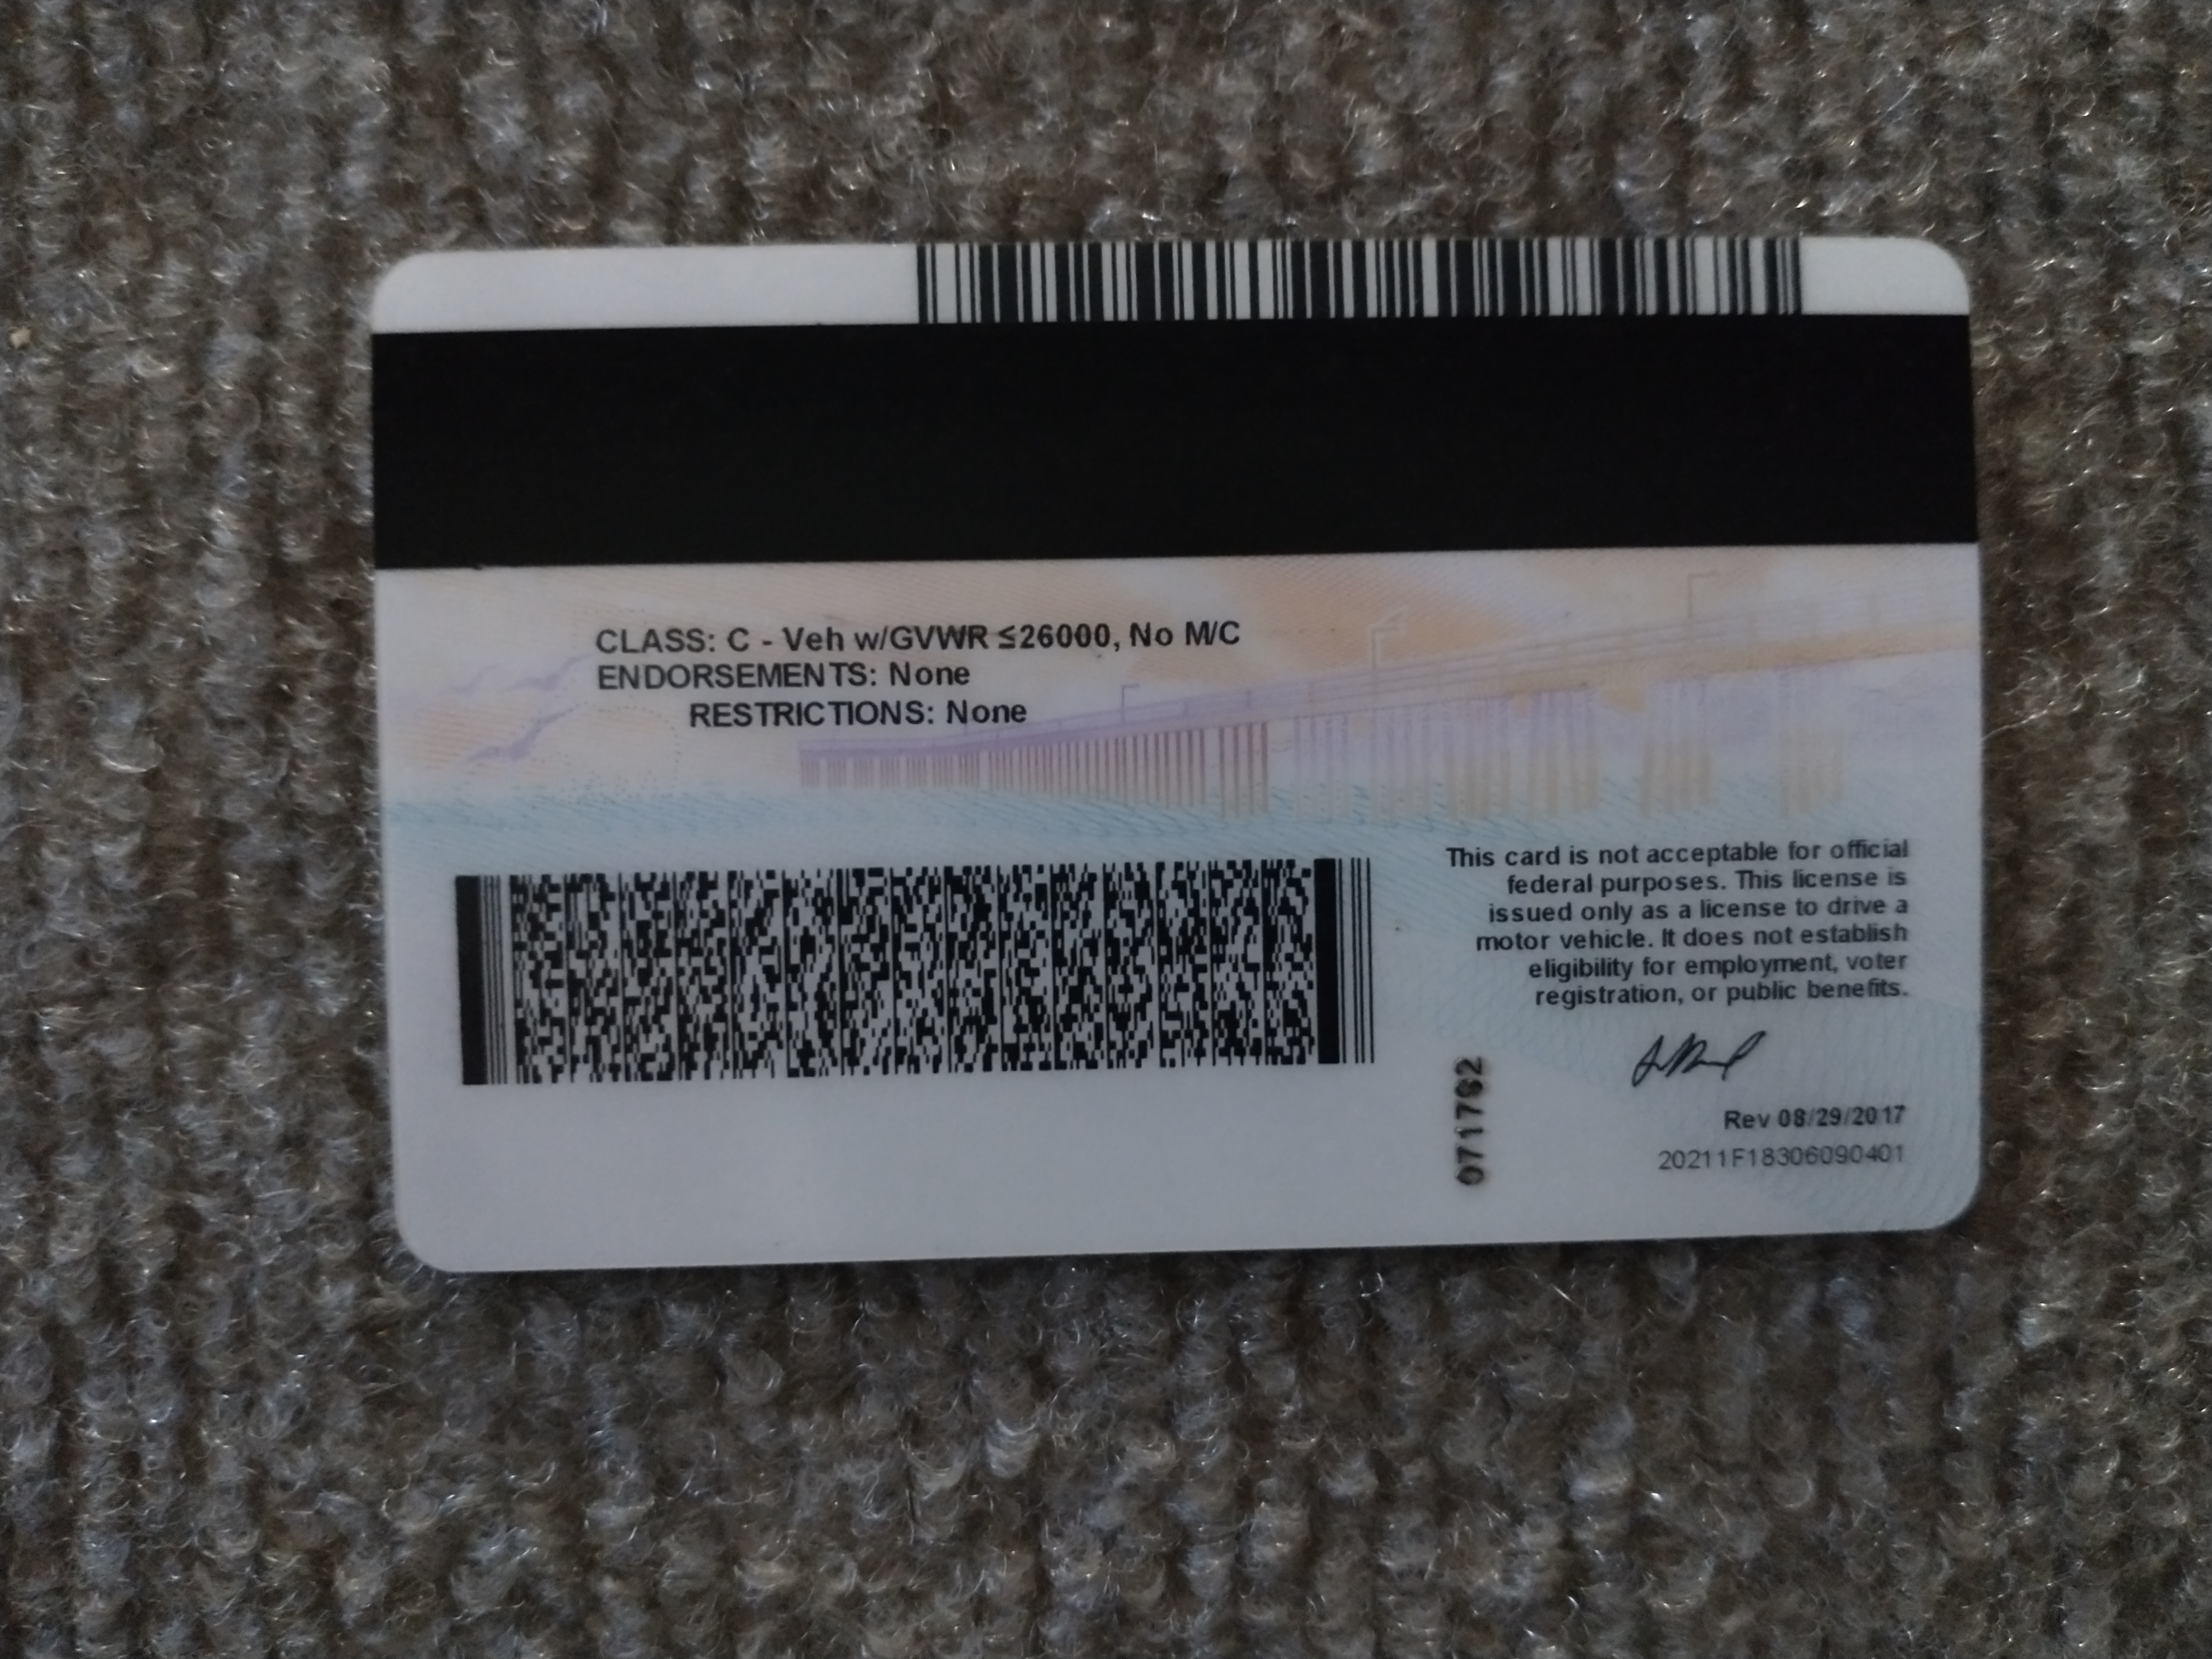 CLASS: C - Veh w/GVWR ≤26000, No M/C
ENDORSEMENTS: None
RESTRICTIONS: None
This card is not acceptable for official
federal purposes. This license is
issued only as a license to drive a
motor vehicle. It does not establish
eligibility for employment, voter
registration, or public benefits.
0711762
Rev 08/29/2017
20211F18306090401